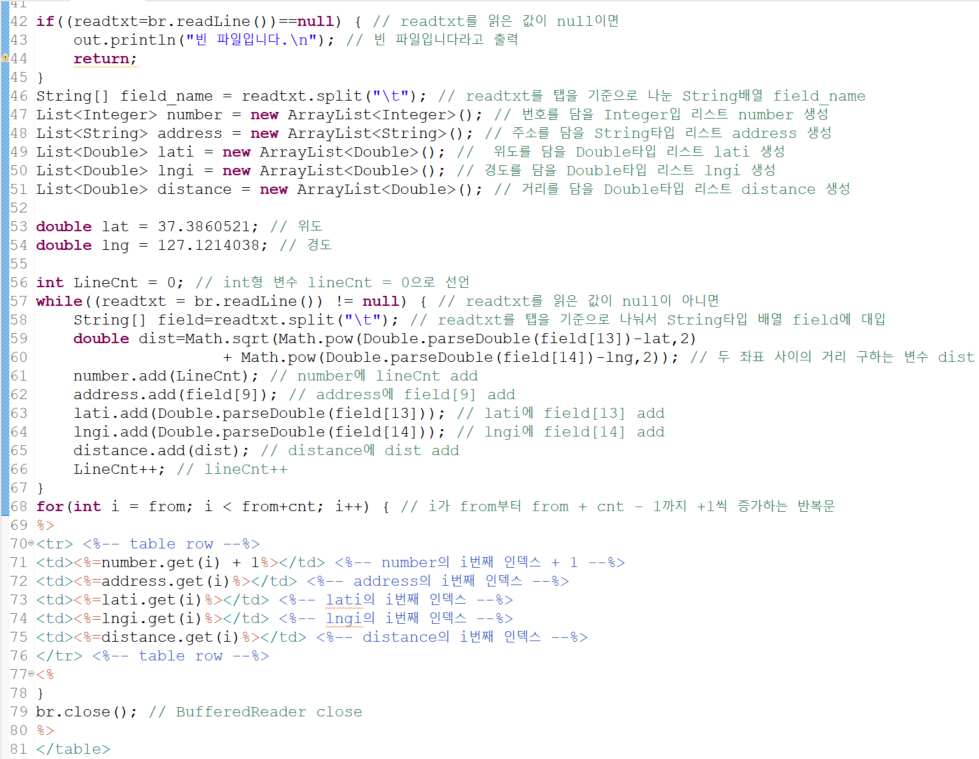 41
42 if((readtxt=br.readLine())==null) { // readtxt를 읽은 값이 null이면
43     out.println("빈 파일입니다.\n"); // 빈 파일입니다라고 출력
44     return;
45 }
46 String[] field_name = readtxt.split("\t"); // readtxt를 탭을 기준으로 나눈 String배열 field_name
47 List<Integer> number = new ArrayList<Integer>(); // 번호를 담을 Integer입 리스트 number 생성
48 List<String> address = new ArrayList<String>(); // 주소를 담을 String타입 리스트 address 생성
49 List<Double> lati = new ArrayList<Double>(); //  위도를 담을 Double타입 리스트 lati 생성
50 List<Double> lngi = new ArrayList<Double>(); // 경도를 담을 Double타입 리스트 lngi 생성
51 List<Double> distance = new ArrayList<Double>(); // 거리를 담을 Double타입 리스트 distance 생성
52
53 double lat = 37.3860521; // 위도
54 double lng = 127.1214038; // 경도
55
56 int LineCnt = 0; // int형 변수 lineCnt = 0으로 선언
57 while((readtxt = br.readLine()) != null) { // readtxt를 읽은 값이 null이 아니면
58     String[] field=readtxt.split("\t"); // readtxt를 탭을 기준으로 나눠서 String타입 배열 field에 대입
59     double dist=Math.sqrt(Math.pow(Double.parseDouble(field[13])-lat,2)
60                     + Math.pow(Double.parseDouble(field[14])-lng,2)); // 두 좌표 사이의 거리 구하는 변수 dist
61     number.add(LineCnt); // number에 lineCnt add
62     address.add(field[9]); // address에 field[9] add
63     lati.add(Double.parseDouble(field[13])); // lati에 field[13] add
64     lngi.add(Double.parseDouble(field[14])); // lngi에 field[14] add
65     distance.add(dist); // distance에 dist add
66     LineCnt++; // lineCnt++
67 }
68 for(int i = from; i < from+cnt; i++) { // i가 from부터 from + cnt - 1까지 +1씩 증가하는 반복문
69 %>
70 <tr> <%-- table row --%>
71 <td><%=number.get(i) + 1%></td> <%-- number의 i번째 인덱스 + 1 --%>
72 <td><%=address.get(i)%></td> <%-- address의 i번째 인덱스 --%>
73 <td><%=lati.get(i)%></td> <%-- lati의 i번째 인덱스 --%>
74 <td><%=lngi.get(i)%></td> <%-- lngi의 i번째 인덱스 --%>
75 <td><%=distance.get(i)%></td> <%-- distance의 i번째 인덱스 --%>
76 </tr> <%-- table row --%>
77 <%
78 }
79 br.close(); // BufferedReader close
80 %>
81 </table>